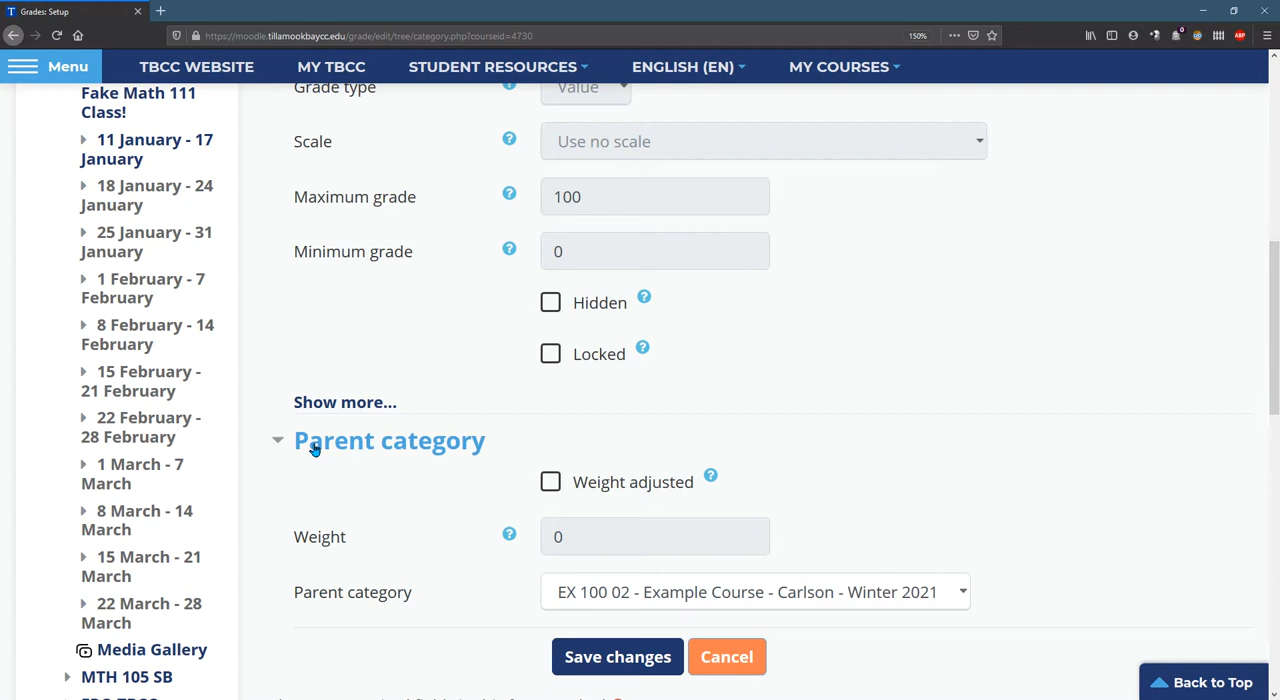 Grades: Setup
https://moodle.tillamookbaycc.edu/grade/edit/tree/category.php?courseid=4730
150%
Menu
TBCC WEBSITE
MY TBCC
STUDENT RESOURCES
ENGLISH (EN)
MY COURSES
Fake Math 111
Class!
11 January - 17
January
18 January - 24
January
25 January - 31
January
1 February - 7
February
8 February - 14
February
15 February -
21 February
22 February -
28 February
1 March - 7
March
8 March - 14
March
15 March - 21
March
22 March - 28
March
Media Gallery
MTH 105 SB
Grade type
Value
Scale
Use no scale
Maximum grade
100
Minimum grade
0
Hidden
Locked
Show more...
Parent category
Weight adjusted
Weight
0
Parent category
EX 100 02 - Example Course - Carlson - Winter 2021
Save changes
Cancel
Back to Top